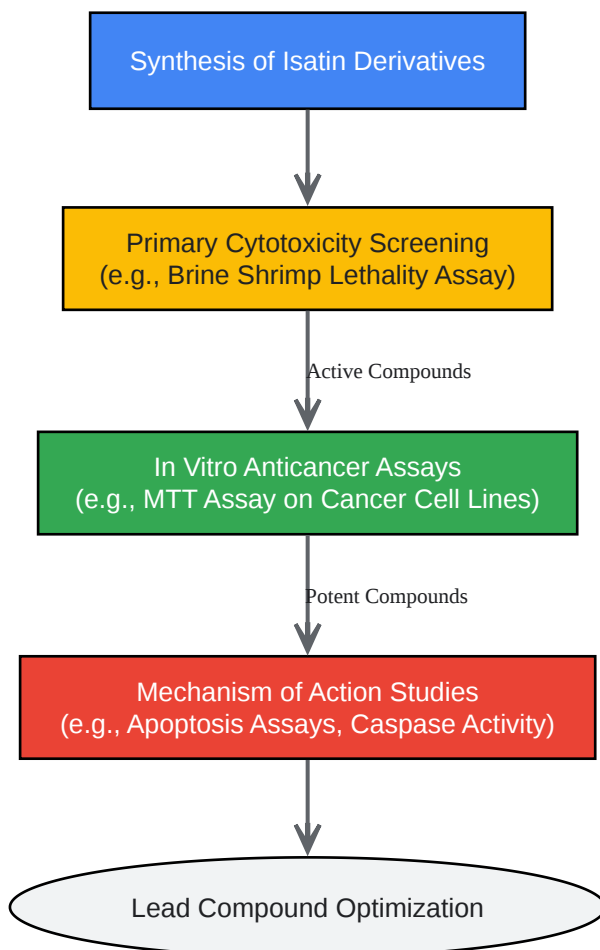 Synthesis of Isatin Derivatives
Primary Cytotoxicity Screening
(e.g., Brine Shrimp Lethality Assay)
Active Compounds
In Vitro Anticancer Assays
(e.g., MTT Assay on Cancer Cell Lines)
Potent Compounds
Mechanism of Action Studies
(e.g., Apoptosis Assays, Caspase Activity)
Lead Compound Optimization